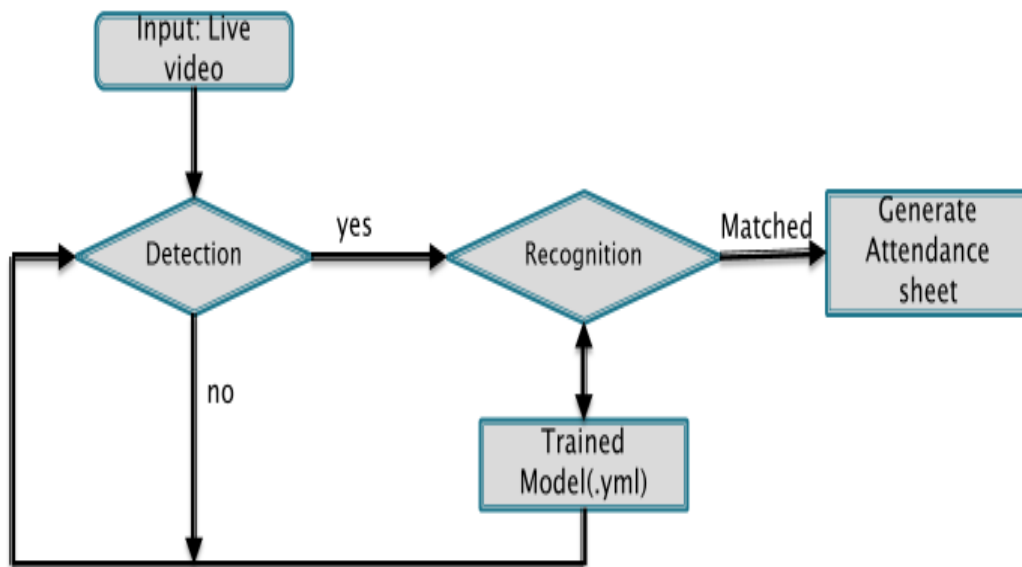 Input: Live
video
Detection
yes
Recognition
Matched
Generate
Attendance
sheet
no
Trained
Model(.yml)